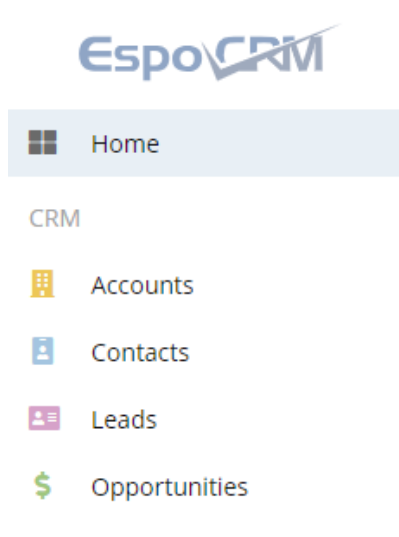 EspoCRM
Home
CRM
Accounts
Contacts
Leads
Opportunities